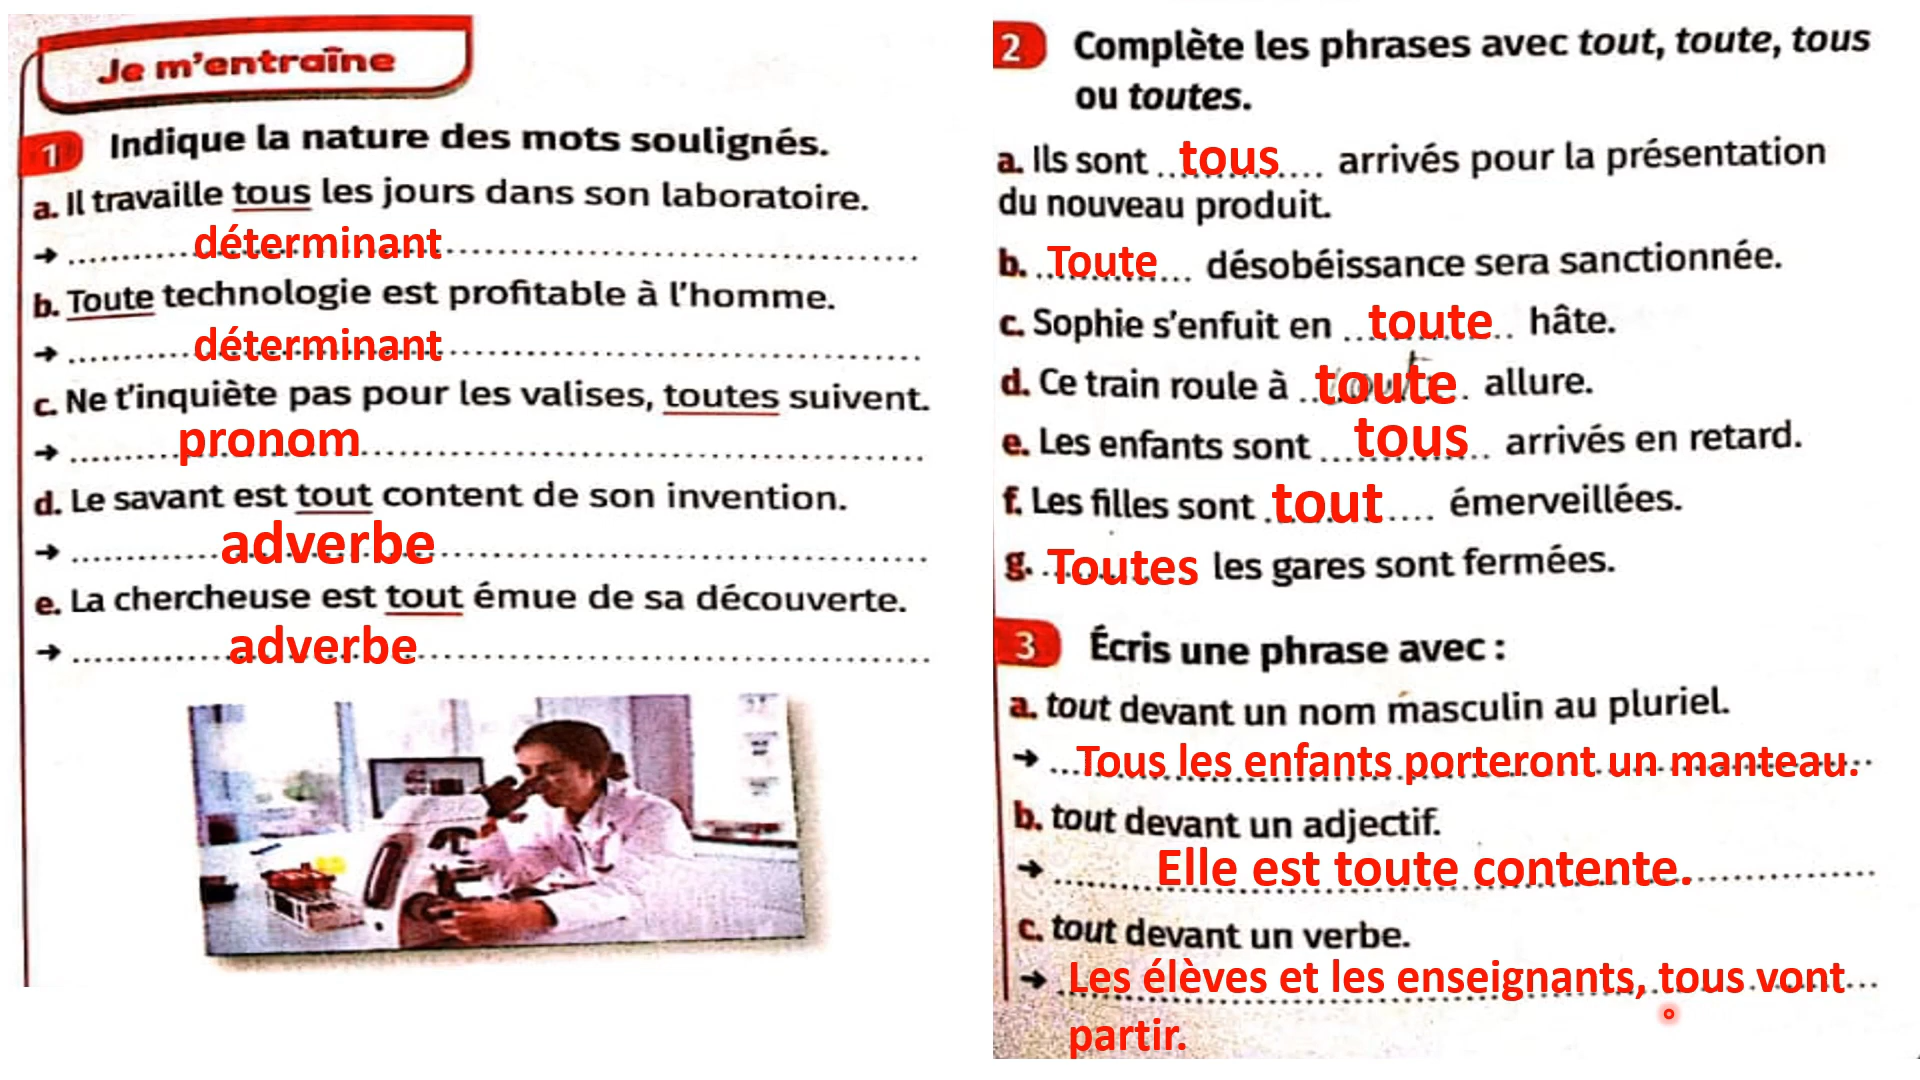 Je m'entraîne
1 Indique la nature des mots soulignés.
a. Il travaille tous les jours dans son laboratoire.
→ déterminant
b. Toute technologie est profitable à l'homme.
→ déterminant
c. Ne t'inquiète pas pour les valises, toutes suivent.
→ pronom
d. Le savant est tout content de son invention.
→ adverbe
e. La chercheuse est tout émue de sa découverte.
→ adverbe
2 Complète les phrases avec tout, toute, tous
ou toutes.
a. Ils sont tous arrivés pour la présentation
du nouveau produit.
b. Toute désobéissance sera sanctionnée.
c. Sophie s'enfuit en toute hâte.
d. Ce train roule à toute allure.
e. Les enfants sont tous arrivés en retard.
f. Les filles sont tout émerveillées.
g. Toutes les gares sont fermées.
3 Écris une phrase avec :
a. tout devant un nom masculin au pluriel.
→ Tous les enfants porteront un manteau.
b. tout devant un adjectif.
→ Elle est toute contente.
c. tout devant un verbe.
→ Les élèves et les enseignants, tous vont
partir.